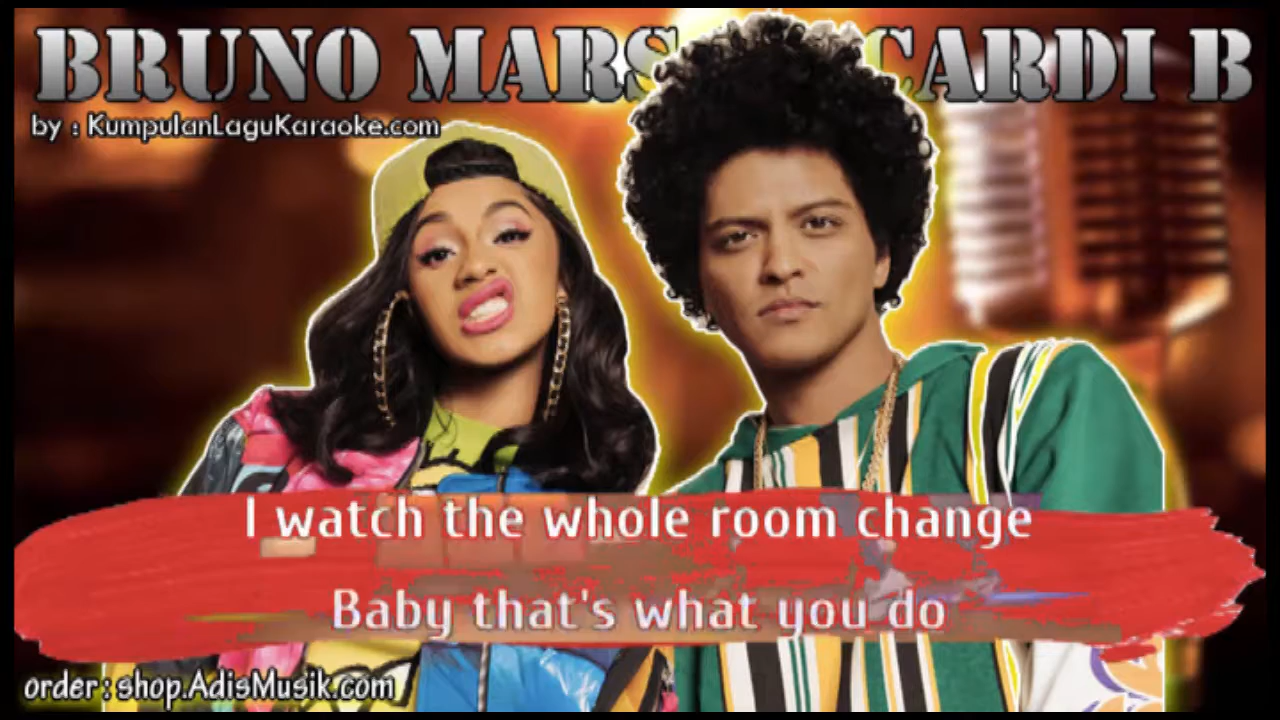 BRUNO MARS CARDI B
by : KumpulanLaguKaraoke.com
I watch the whole room change
Baby that's what you do
order : shop.AdisMusik.com